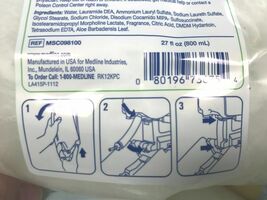 Poison Control Center right away.
Ingredients: Water, Lauramide DEA, Ammonium Lauryl Sulfate, Sodium Laureth Sulfate,
Glycol Stearate, Sodium Chloride, Disodium Cocamido MIPA- Sulfosuccinate,
Isostearamidopropyl Morpholine Lactate, Fragrance, Citric Acid, DMDM Hydantoin,
Tetrasodium EDTA, Aloe Barbadensis Leaf.
REF MSC098100
27 fl oz (800 mL)
Manufactured in USA for Medline Industries,
Inc., Mundelein, IL 60060 USA
To Order Call: 1-800-MEDLINE RK12KPC
LA415P-1112
0 80196
1
2
3